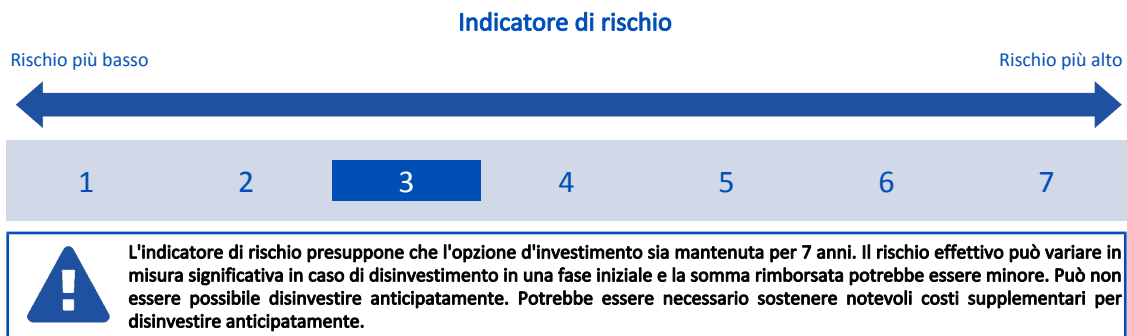 Indicatore di rischio
Rischio più basso
Rischio più alto
1 2 3 4 5 6 7
L'indicatore di rischio presuppone che l'opzione d'investimento sia mantenuta per 7 anni. Il rischio effettivo può variare in
misura significativa in caso di disinvestimento in una fase iniziale e la somma rimborsata potrebbe essere minore. Può non
essere possibile disinvestire anticipatamente. Potrebbe essere necessario sostenere notevoli costi supplementari per
disinvestire anticipatamente.